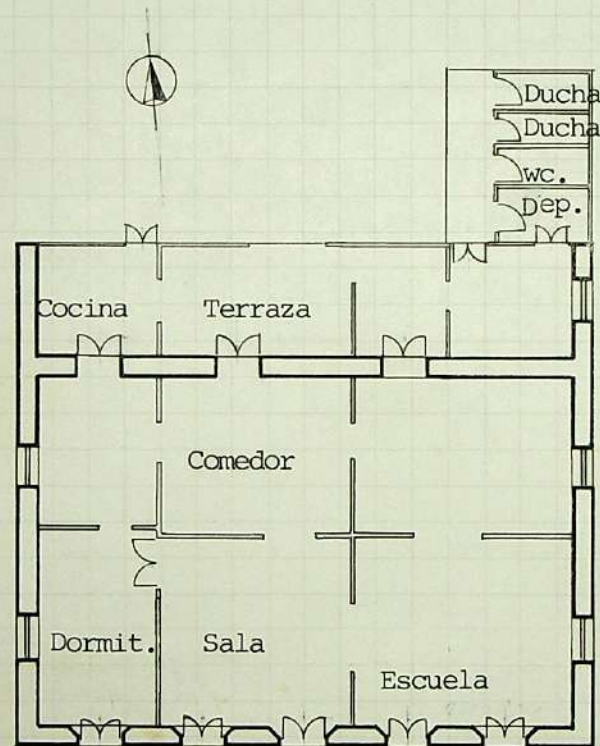 Ducha
Ducha
wc.
Dep.
Cocina
Terraza
Comedor
Dormit.
Sala
Escuela